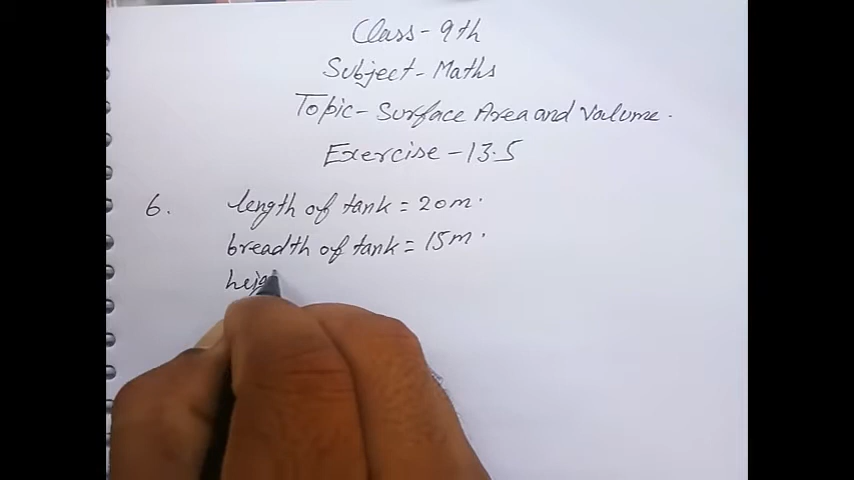 Class - 9th
Subject - Maths
Topic - Surface Area and Volume.
Exercise - 13.5
6. length of tank = 20m.
breadth of tank = 15m.
heig